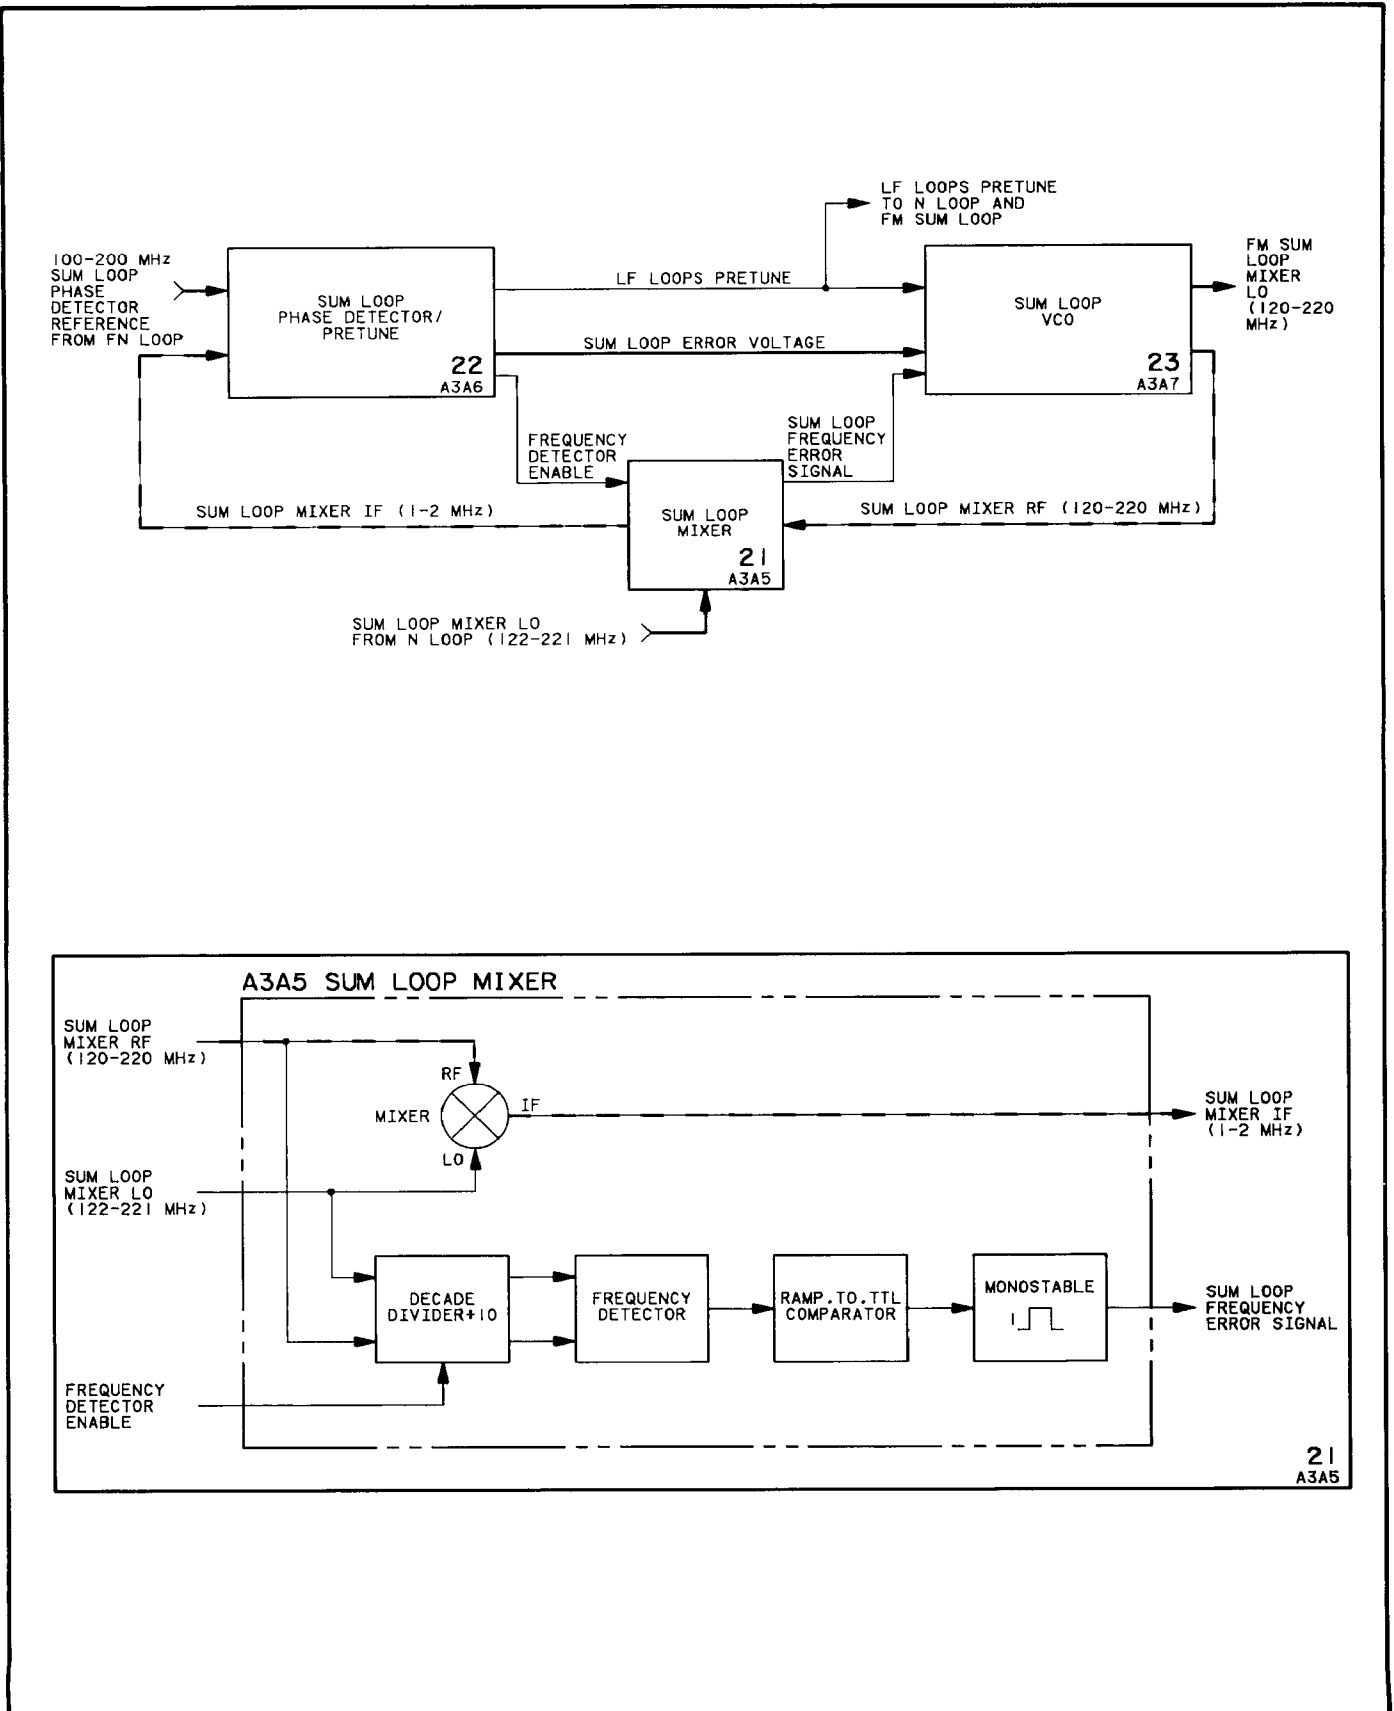 LF LOOPS PRETUNE
TO N LOOP AND
FM SUM LOOP
100-200 MHz
SUM LOOP
PHASE
DETECTOR
REFERENCE
FROM FN LOOP
SUM LOOP
PHASE DETECTOR/
PRETUNE
22
A3A6
LF LOOPS PRETUNE
SUM LOOP ERROR VOLTAGE
SUM LOOP
VCO
23
A3A7
FM SUM
LOOP
MIXER
LO
(120-220
MHz)
FREQUENCY
DETECTOR
ENABLE
SUM LOOP
FREQUENCY
ERROR
SIGNAL
SUM LOOP MIXER IF (1-2 MHz)
SUM LOOP
MIXER
21
A3A5
SUM LOOP MIXER RF (120-220 MHz)
SUM LOOP MIXER LO
FROM N LOOP (122-221 MHz)
A3A5 SUM LOOP MIXER
SUM LOOP
MIXER RF
(120-220 MHz)
RF
MIXER
IF
LO
SUM LOOP
MIXER IF
(1-2 MHz)
SUM LOOP
MIXER LO
(122-221 MHz)
DECADE
DIVIDER+10
FREQUENCY
DETECTOR
RAMP.TO.TTL
COMPARATOR
MONOSTABLE
1
SUM LOOP
FREQUENCY
ERROR SIGNAL
FREQUENCY
DETECTOR
ENABLE
21
A3A5